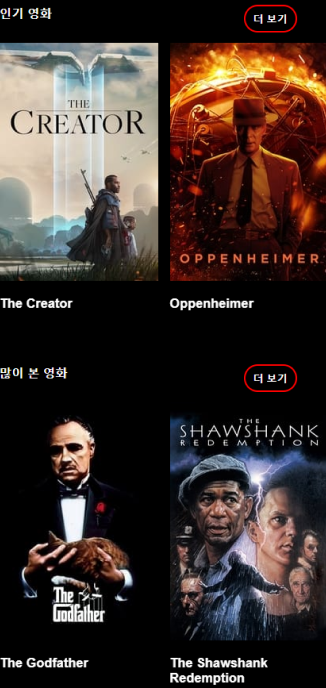 인기 영화
더 보기
THE
CREATOR
OPPENHEIMER
The Creator
Oppenheimer
많이 본 영화
더 보기
THE
SHAWSHANK
REDEMPTION
The
Godfather
The Godfather
The Shawshank
Redemption